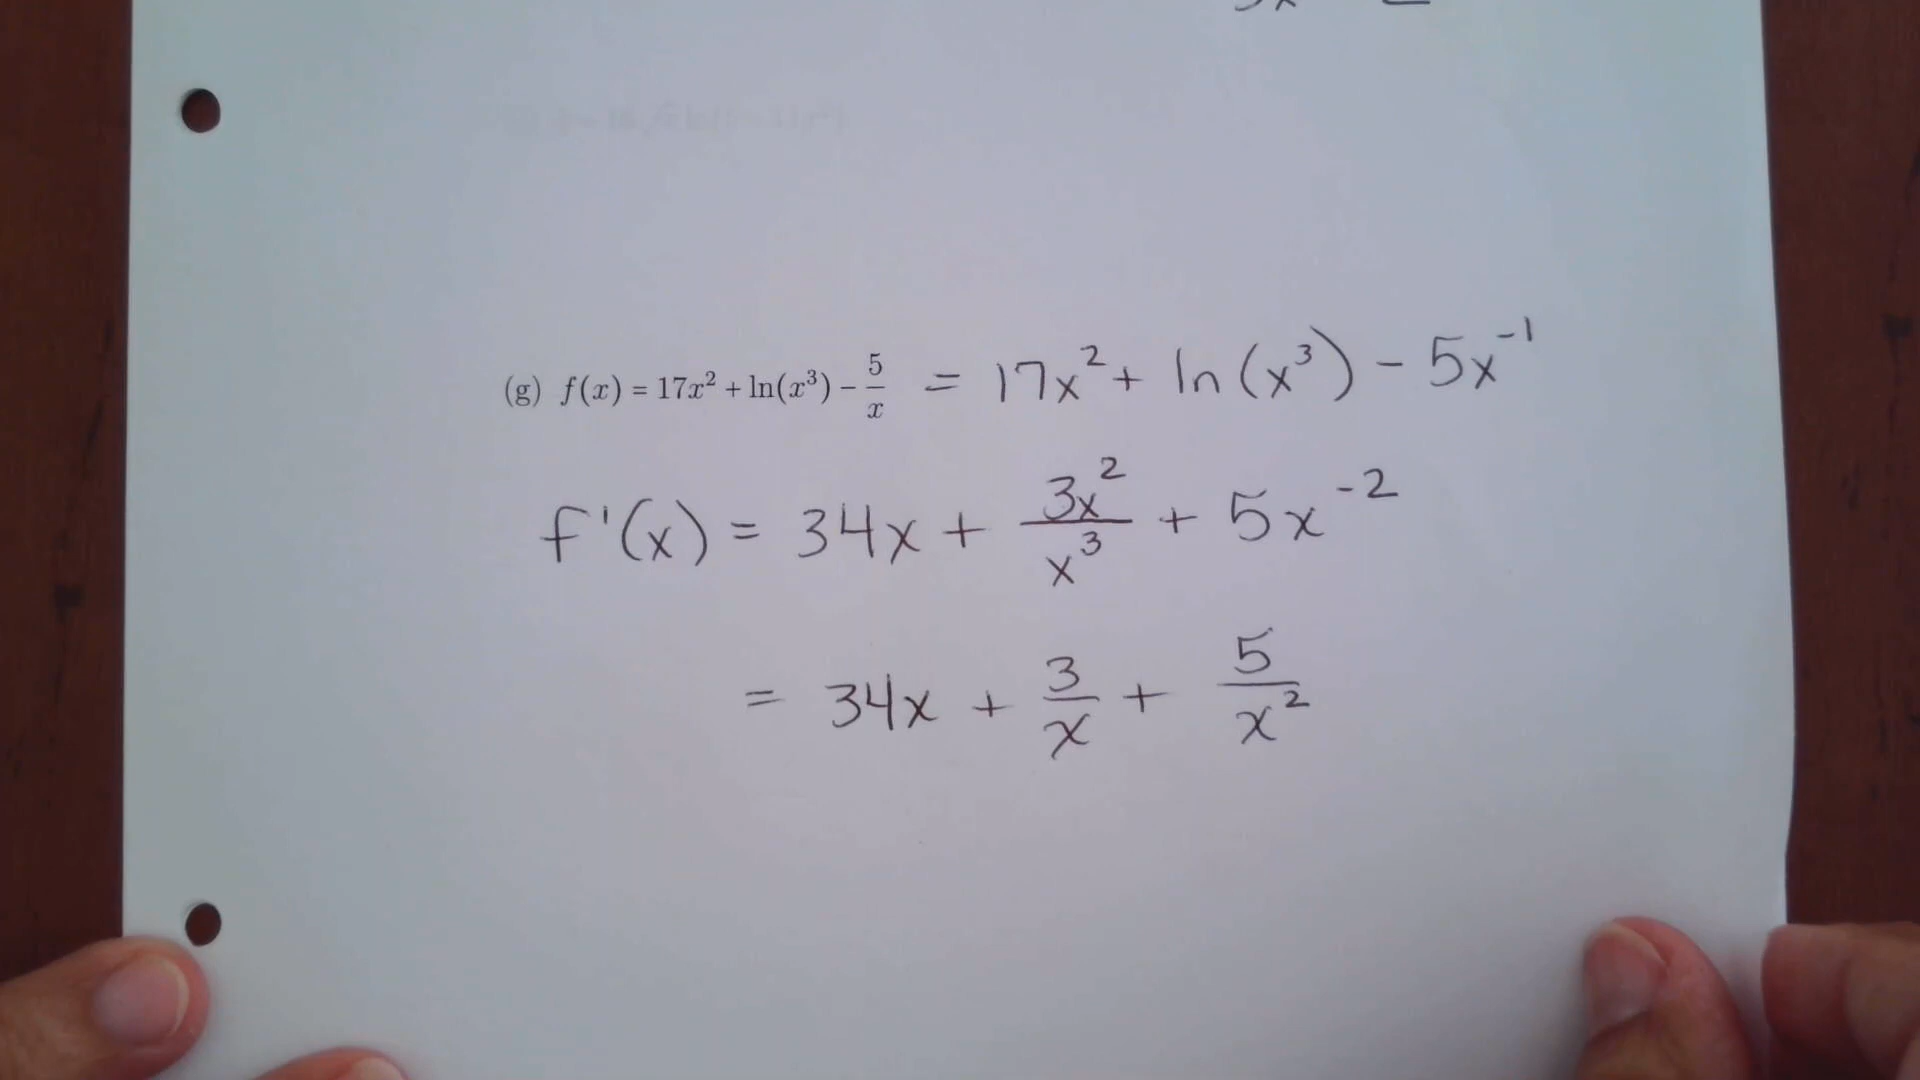 (g) f(x) = 17x² + ln(x³) − 5/x = 17x² + ln(x³) − 5x⁻¹
f'(x) = 34x + 3x²/x³ + 5x⁻²
= 34x + 3/x + 5/x²